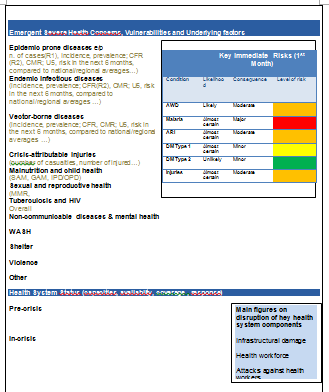 Emergent Severe Health Concerns, Vulnerabilities and Underlying factors
Epidemic prone diseases e/p
n. of cases(R1), incidence, prevalence; CFR
(R2), CMR; U5, risk in the next 6 months,
compared to national/regional averages…)
Endemic infectious diseases
(incidence, prevalence; CFR(R2), CMR; U5, risk
in the next 6 months, compared to
national/regional averages …)
Vector-borne diseases
(incidence, prevalence; CFR, CMR; U5, risk in
the next 6 months, compared to national/regional
averages …)
Crisis-attributable injuries
(number of casualties, number of injured…)
Malnutrition and child health
(SAM, GAM, IPD/OPD)
Sexual and reproductive health
(MMR,
Tuberculosis and HIV
Overall
Non-communicable diseases & mental health
WASH
Shelter
Violence
Other
Key Immediate Risks (1st
Month)
Condition Likelihoo
d Consequence Level of risk
AWD Likely Moderate
Malaria Almost
certain Major
ARI Almost
certain Moderate
DM Type 1 Almost
certain Minor
DM Type 2 Unlikely Minor
Injuries Almost
certain Moderate
Health System Status (capacities, availability, coverage, response)
Pre-crisis
In-crisis
Main figures on
disruption of key health
system components
Infrastructural damage
Health workforce
Attacks against health
workers